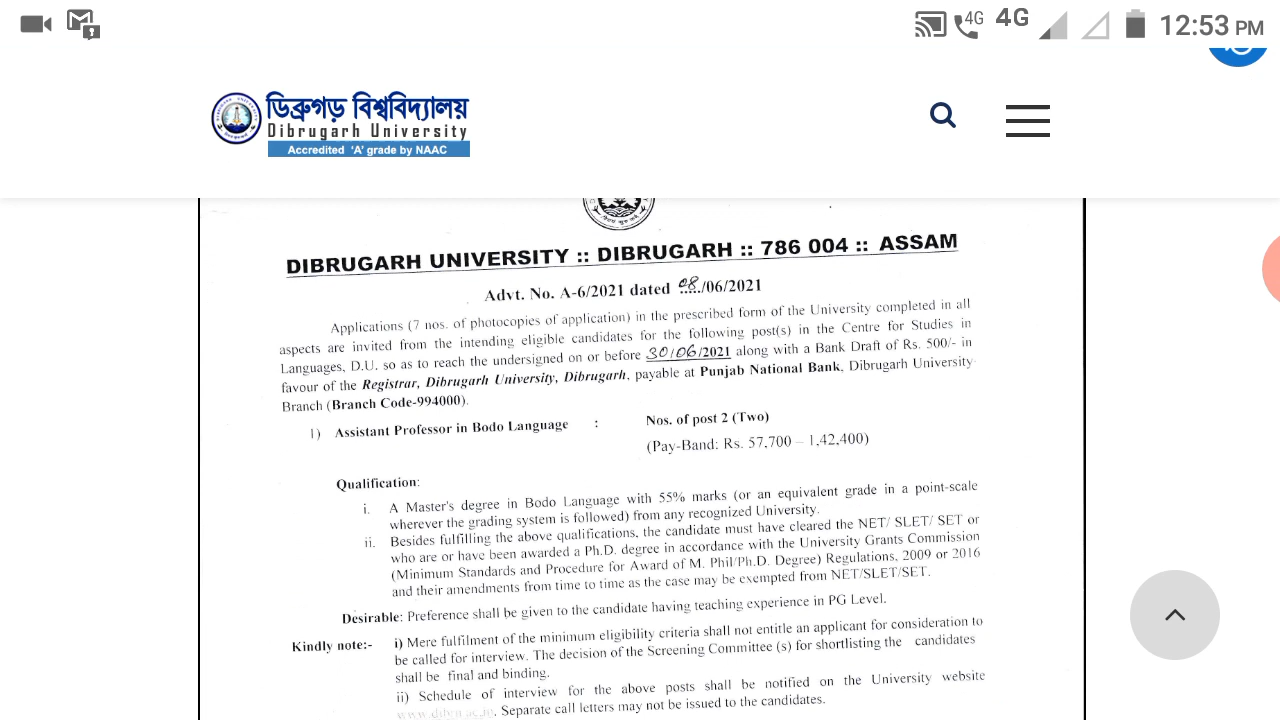 4G 4G 12:53 PM
ডিব্রুগড় বিশ্ববিদ্যালয়
Dibrugarh University
Accredited 'A' grade by NAAC
DIBRUGARH UNIVERSITY :: DIBRUGARH :: 786 004 :: ASSAM
Advt. No. A-6/2021 dated 08/06/2021
Applications (7 nos. of photocopies of application) in the prescribed form of the University completed in all
aspects are invited from the intending eligible candidates for the following post(s) in the Centre for Studies in
Languages, D.U. so as to reach the undersigned on or before 30/06/2021 along with a Bank Draft of Rs. 500/- in
favour of the Registrar, Dibrugarh University, Dibrugarh, payable at Punjab National Bank, Dibrugarh University
Branch (Branch Code-994000).
1) Assistant Professor in Bodo Language : Nos. of post 2 (Two)
(Pay-Band: Rs. 57,700 – 1,42,400)
Qualification:
i. A Master's degree in Bodo Language with 55% marks (or an equivalent grade in a point-scale
wherever the grading system is followed) from any recognized University.
ii. Besides fulfilling the above qualifications, the candidate must have cleared the NET/ SLET/ SET or
who are or have been awarded a Ph.D. degree in accordance with the University Grants Commission
(Minimum Standards and Procedure for Award of M. Phil/Ph.D. Degree) Regulations, 2009 or 2016
and their amendments from time to time as the case may be exempted from NET/SLET/SET.
Desirable: Preference shall be given to the candidate having teaching experience in PG Level.
Kindly note:- i) Mere fulfilment of the minimum eligibility criteria shall not entitle an applicant for consideration to
be called for interview. The decision of the Screening Committee (s) for shortlisting the candidates
shall be final and binding.
ii) Schedule of interview for the above posts shall be notified on the University website
www.dibru.ac.in. Separate call letters may not be issued to the candidates.